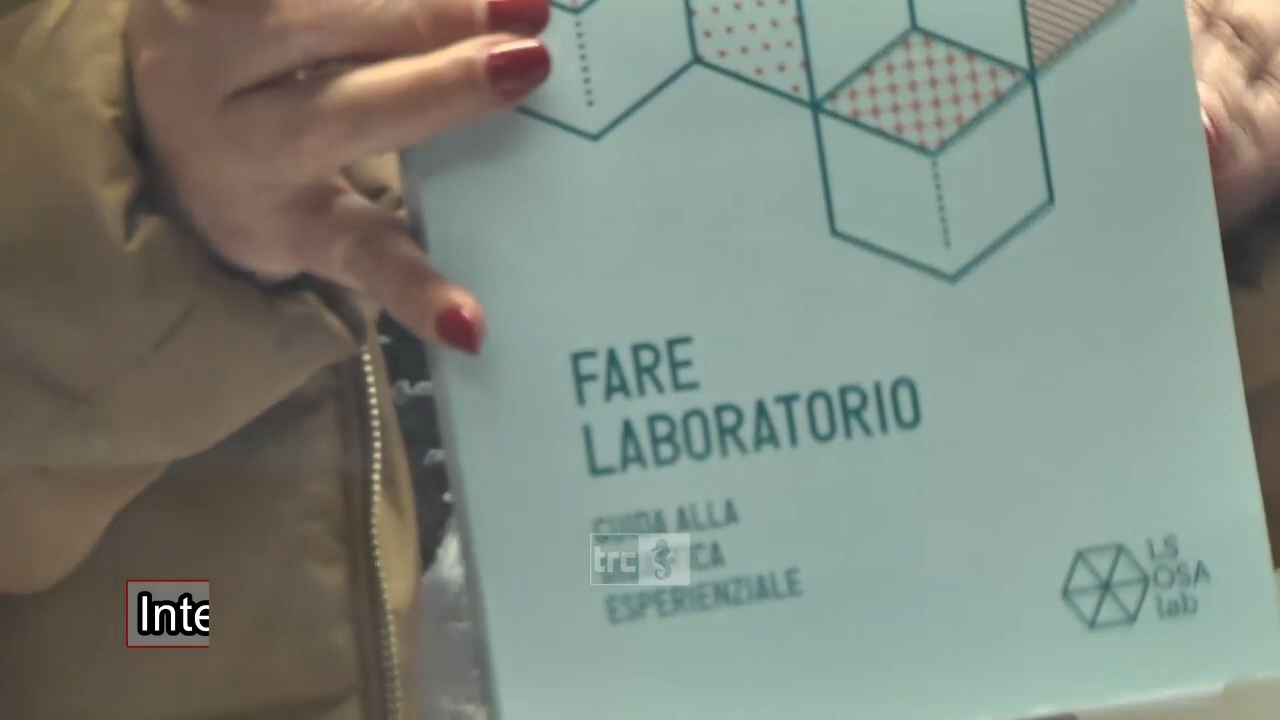 FARE
LABORATORIO
GUIDA ALLA
ESPERIENZIALE
LS
OSA
lab
trc
Inte